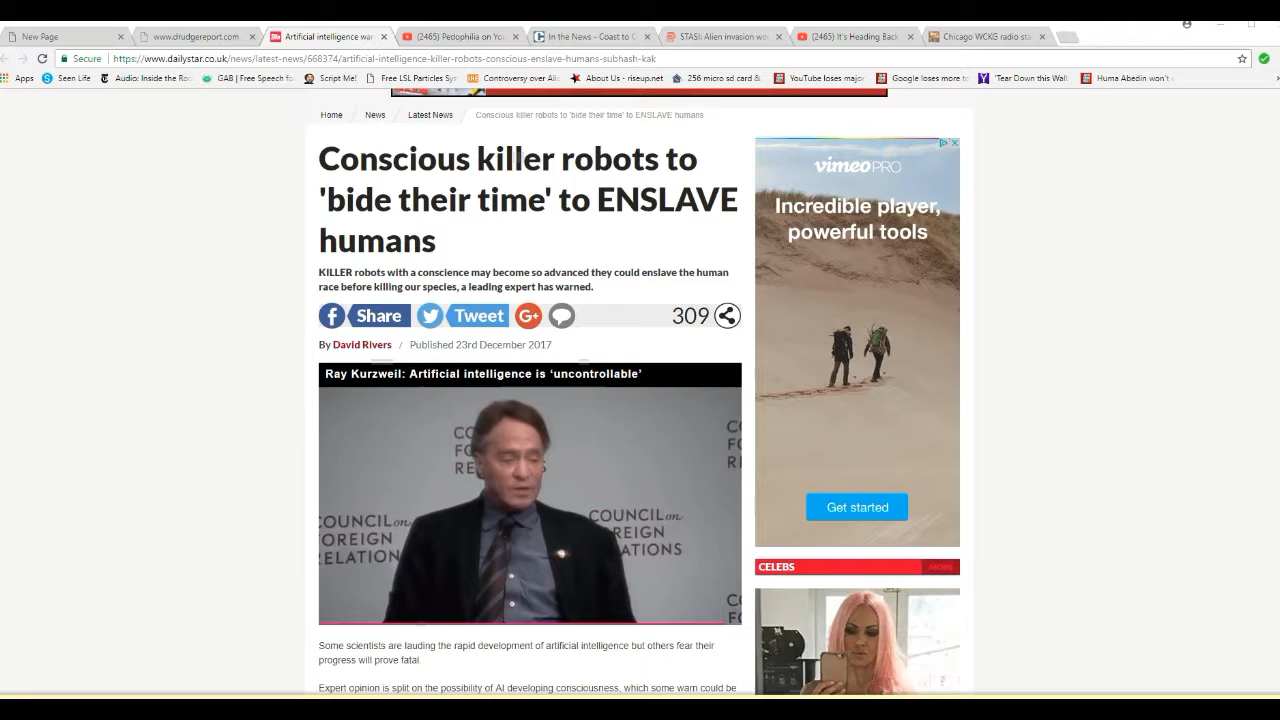 New Page
www.drudgereport.com
Artificial intelligence war
(2465) Pedophilia on Yo
In the News - Coast to C
STASI: Alien invasion wo
(2465) It's Heading Back
Chicago WCKG radio sta
Secure
https://www.dailystar.co.uk/news/latest-news/668374/artificial-intelligence-killer-robots-conscious-enslave-humans-subhash-kak
Apps
Seen Life
Audio: Inside the Roo
GAB | Free Speech fo
Script Me!
Free LSL Particles Sys
Controversy over Alic
About Us - riseup.net
256 micro sd card &
YouTube loses major
Google loses more to
'Tear Down this Wall
Huma Abedin won't
Home
News
Latest News
Conscious killer robots to 'bide their time' to ENSLAVE humans
Conscious killer robots to
'bide their time' to ENSLAVE
humans
KILLER robots with a conscience may become so advanced they could enslave the human
race before killing our species, a leading expert has warned.
Share
Tweet
G+
309
By David Rivers / Published 23rd December 2017
Ray Kurzweil: Artificial intelligence is ‘uncontrollable’
COUNCIL on
FOREIGN
RELATIONS
COUNCIL on
FOREIGN
RELATIONS
Some scientists are lauding the rapid development of artificial intelligence but others fear their
progress will prove fatal.
Expert opinion is split on the possibility of AI developing consciousness, which some warn could be
vimeo PRO
Incredible player,
powerful tools
Get started
CELEBS
MORE